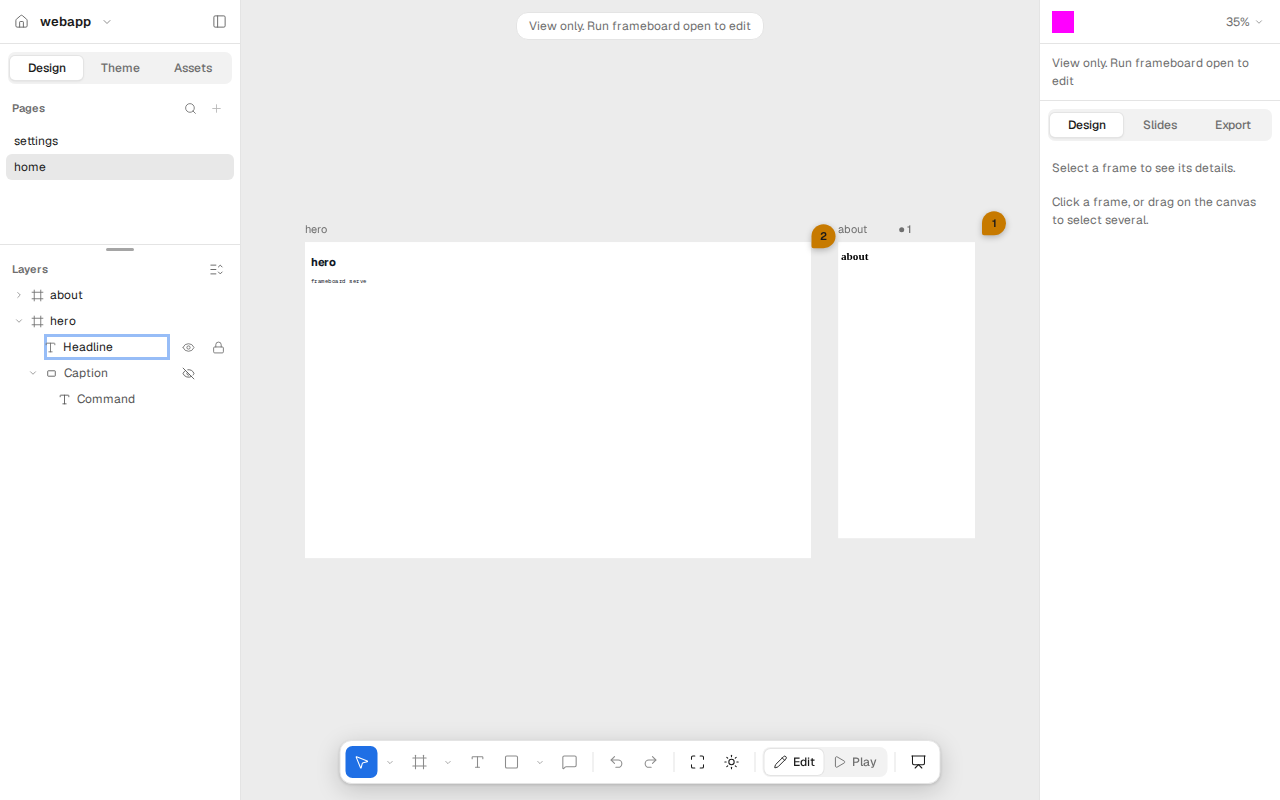 webapp
View only. Run frameboard open to edit
35%
View only. Run frameboard open to
edit
Design
Theme
Assets
Pages
settings
home
Layers
about
hero
Headline
Caption
Command
hero
2
about
1
1
hero
frameboard serve
about
Design
Slides
Export
Select a frame to see its details.
Click a frame, or drag on the canvas
to select several.
Edit
Play